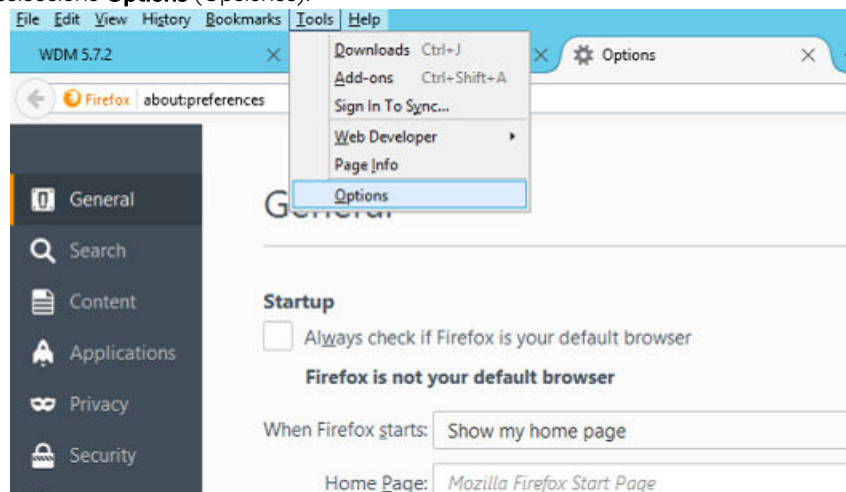 selecciono Options (Opciones).
File Edit View History Bookmarks Tools Help
WDM 5.7.2
Options
Downloads Ctrl+J
Add-ons Ctrl+Shift+A
Sign In To Sync...
Web Developer
Page Info
Options
Firefox about:preferences
General
Search
Content
Applications
Privacy
Security
Startup
Always check if Firefox is your default browser
Firefox is not your default browser
When Firefox starts: Show my home page
Home Page: Mozilla Firefox Start Page